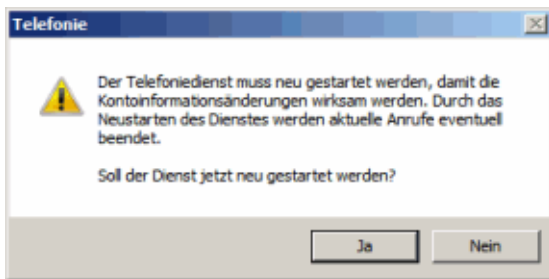 Telefonie
Der Telefoniedienst muss neu gestartet werden, damit die
Kontoinformationsänderungen wirksam werden. Durch das
Neustarten des Dienstes werden aktuelle Anrufe eventuell
beendet.
Soll der Dienst jetzt neu gestartet werden?
Ja
Nein